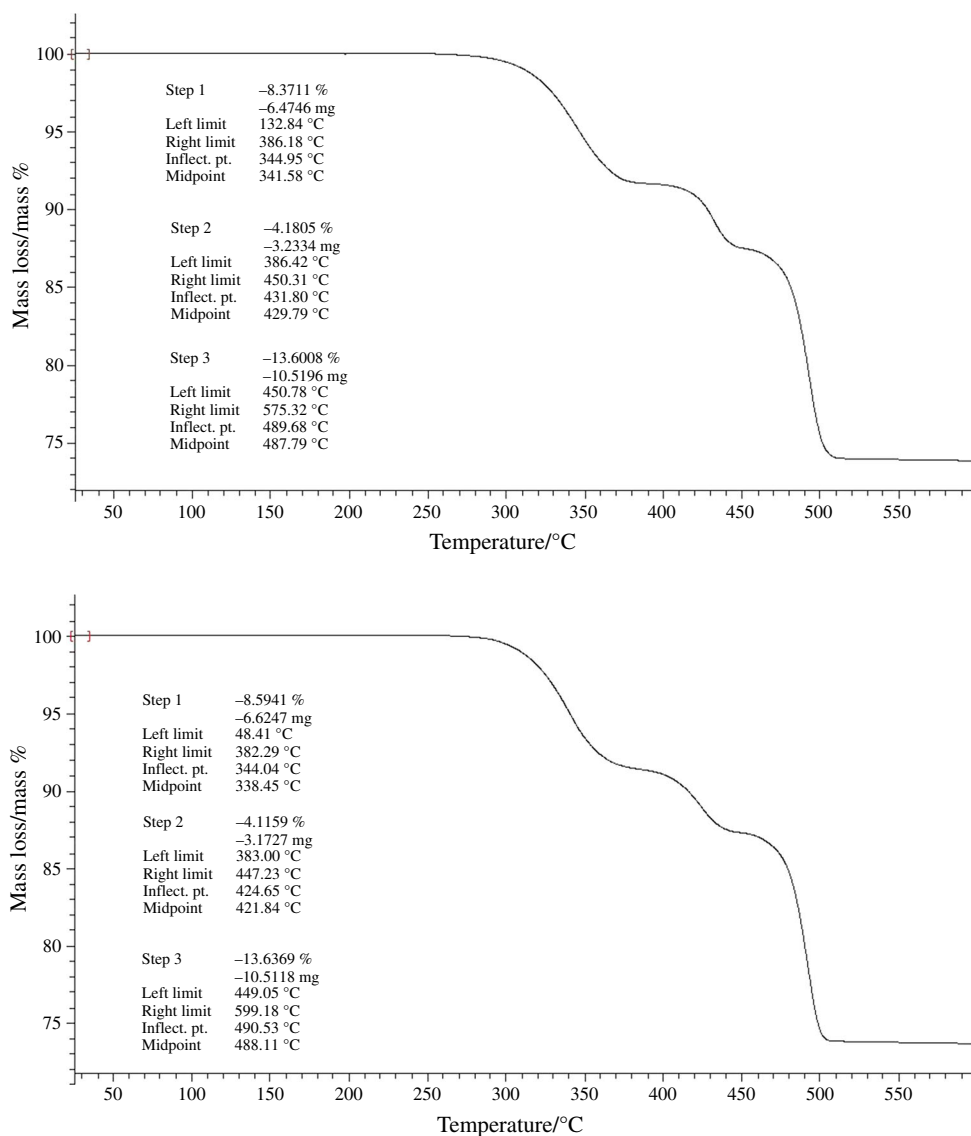 100
95
90
85
80
75
Mass loss/mass %
Step 1 –8.3711 %
–6.4746 mg
Left limit 132.84 °C
Right limit 386.18 °C
Inflect. pt. 344.95 °C
Midpoint 341.58 °C
Step 2 –4.1805 %
–3.2334 mg
Left limit 386.42 °C
Right limit 450.31 °C
Inflect. pt. 431.80 °C
Midpoint 429.79 °C
Step 3 –13.6008 %
–10.5196 mg
Left limit 450.78 °C
Right limit 575.32 °C
Inflect. pt. 489.68 °C
Midpoint 487.79 °C
50 100 150 200 250 300 350 400 450 500 550
Temperature/°C
100
95
90
85
80
75
Mass loss/mass %
Step 1 –8.5941 %
–6.6247 mg
Left limit 48.41 °C
Right limit 382.29 °C
Inflect. pt. 344.04 °C
Midpoint 338.45 °C
Step 2 –4.1159 %
–3.1727 mg
Left limit 383.00 °C
Right limit 447.23 °C
Inflect. pt. 424.65 °C
Midpoint 421.84 °C
Step 3 –13.6369 %
–10.5118 mg
Left limit 449.05 °C
Right limit 599.18 °C
Inflect. pt. 490.53 °C
Midpoint 488.11 °C
50 100 150 200 250 300 350 400 450 500 550
Temperature/°C